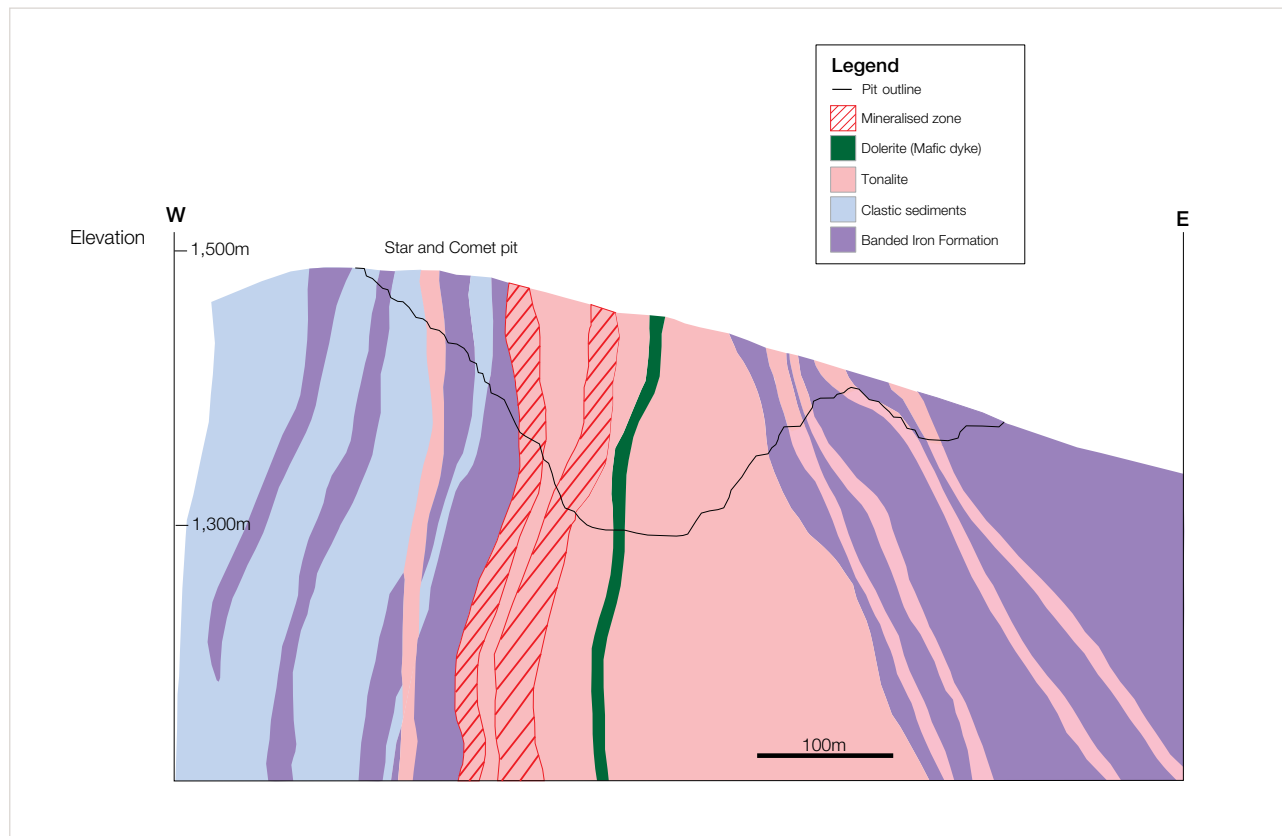 Legend
Pit outline
Mineralised zone
Dolerite (Mafic dyke)
Tonalite
Clastic sediments
Banded Iron Formation
W
E
Elevation
1,500m
Star and Comet pit
1,300m
100m